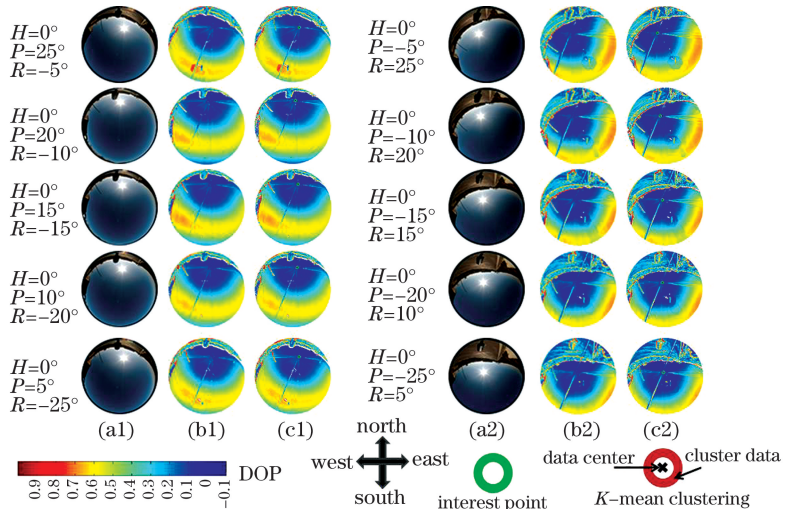 H=0°
P=25°
R=−5°
H=0°
P=20°
R=−10°
H=0°
P=15°
R=−15°
H=0°
P=10°
R=−20°
H=0°
P=5°
R=−25°
(a1)
(b1)
(c1)
H=0°
P=−5°
R=25°
H=0°
P=−10°
R=20°
H=0°
P=−15°
R=15°
H=0°
P=−20°
R=10°
H=0°
P=−25°
R=5°
(a2)
(b2)
(c2)
0.9
0.8
0.7
0.6
0.5
0.4
0.3
0.2
0.1
0
−0.1
DOP
north
west
east
south
interest point
data center
cluster data
K−mean clustering